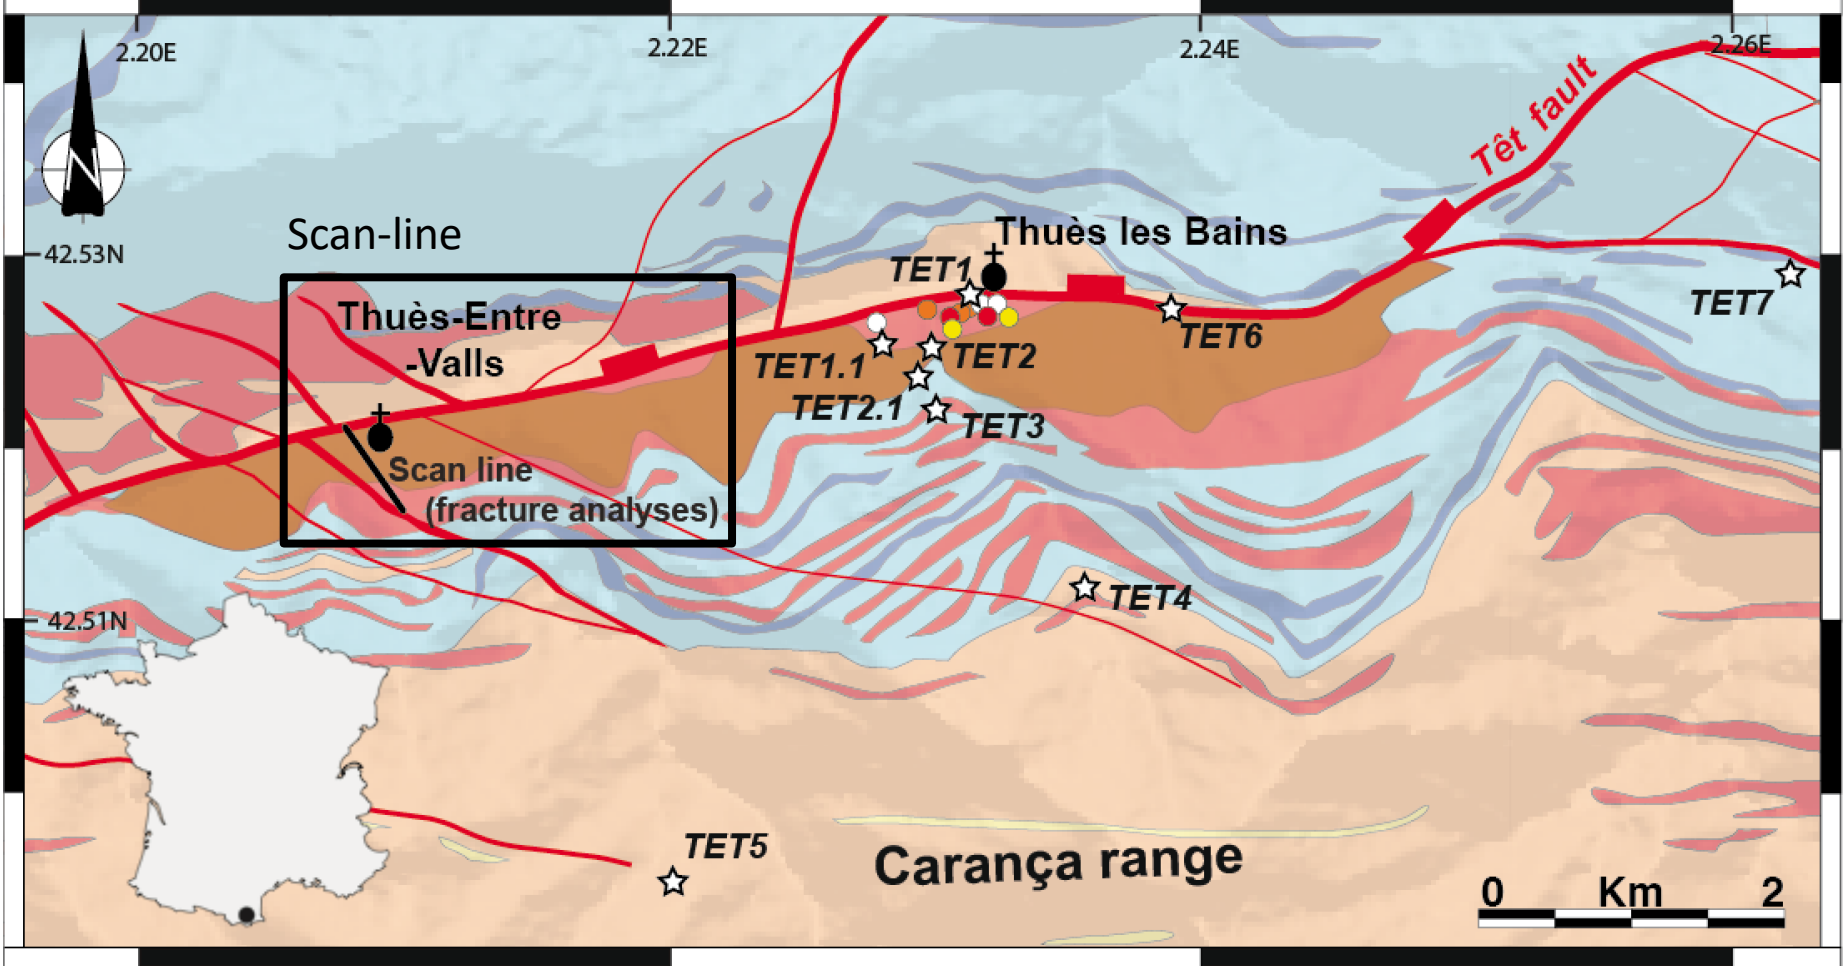 2.20E
2.22E
2.24E
2.26E
N
Têt fault
Scan-line
Thuès les Bains
42.53N
TET1
TET7
Thuès-Entre
-Valls
TET6
TET1.1
TET2
TET2.1
TET3
Scan line
(fracture analyses)
TET4
42.51N
TET5
Carança range
0 Km 2